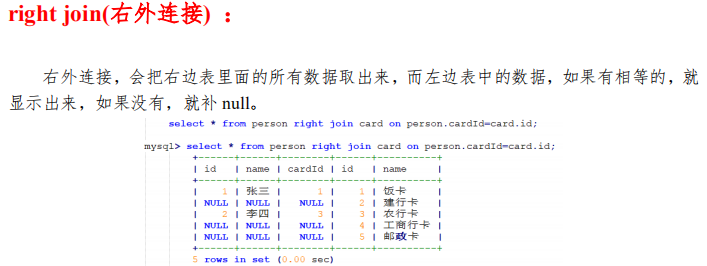 right join(右外连接) ：
右外连接，会把右边表里面的所有数据取出来，而左边表中的数据，如果有相等的，就
显示出来，如果没有，就补 null。
select * from person right join card on person.cardId=card.id;
mysql> select * from person right join card on person.cardId=card.id;
+------+------+--------+------+-----------+
| id | name | cardId | id | name |
+------+------+--------+------+-----------+
| 1 | 张三 | 1 | 1 | 饭卡 |
| NULL | NULL | NULL | 2 | 建行卡 |
| 2 | 李四 | 3 | 3 | 农行卡 |
| NULL | NULL | NULL | 4 | 工商行卡 |
| NULL | NULL | NULL | 5 | 邮政卡 |
+------+------+--------+------+-----------+
5 rows in set (0.00 sec)